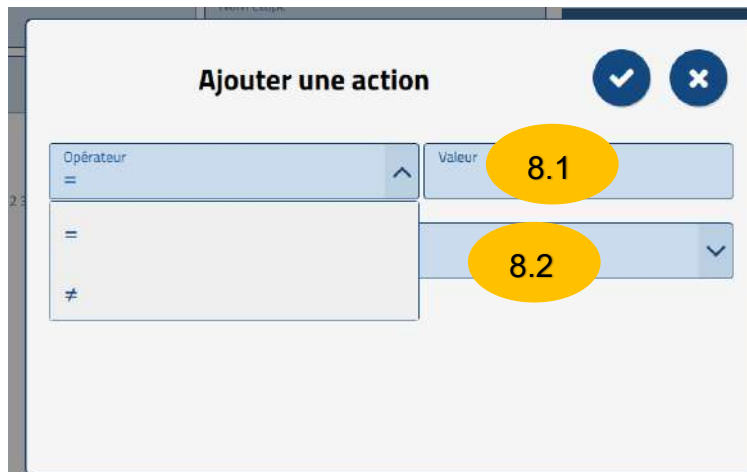 Ajouter une action
Opérateur
=
Valeur
8.1
=
8.2
≠